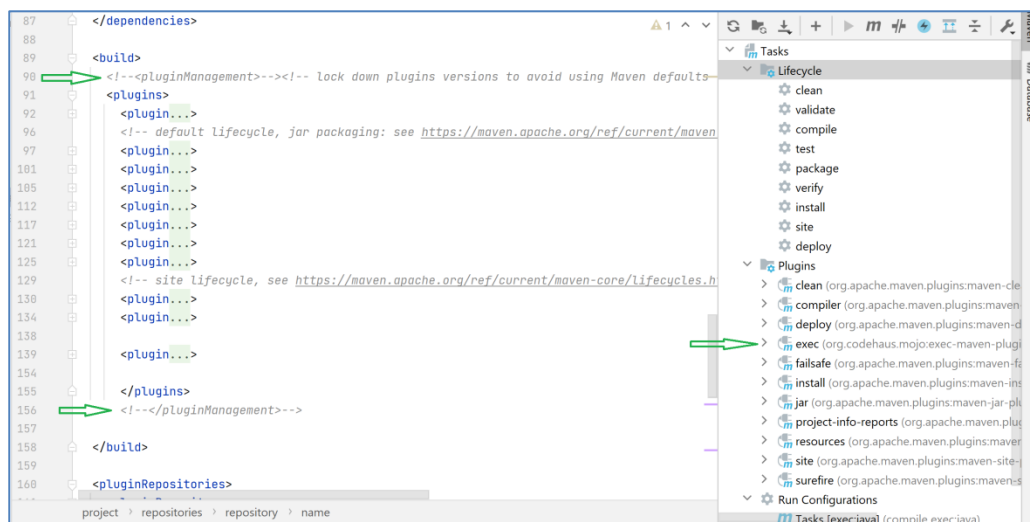 87 </dependencies>
1
88
89 <build>
90 <!--<pluginManagement>--><!-- lock down plugins versions to avoid using Maven defaults
91 <plugins>
92 <plugin...>
96 <!-- default lifecycle, jar packaging: see https://maven.apache.org/ref/current/maven
97 <plugin...>
101 <plugin...>
105 <plugin...>
112 <plugin...>
117 <plugin...>
121 <plugin...>
125 <plugin...>
129 <!-- site lifecycle, see https://maven.apache.org/ref/current/maven-core/lifecycles.h
130 <plugin...>
134 <plugin...>
138
139 <plugin...>
154
155 </plugins>
156 <!--</pluginManagement>-->
157
158 </build>
159
160 <pluginRepositories>
project > repositories > repository > name
Tasks
Lifecycle
clean
validate
compile
test
package
verify
install
site
deploy
Plugins
clean (org.apache.maven.plugins:maven-cle
compiler (org.apache.maven.plugins:maven
deploy (org.apache.maven.plugins:maven-d
exec (org.codehaus.mojo:exec-maven-plugi
failsafe (org.apache.maven.plugins:maven-fa
install (org.apache.maven.plugins:maven-ins
jar (org.apache.maven.plugins:maven-jar-plu
project-info-reports (org.apache.maven.plug
resources (org.apache.maven.plugins:maven
site (org.apache.maven.plugins:maven-site-p
surefire (org.apache.maven.plugins:maven-s
Run Configurations
Tasks [exec:java] (compile exec:java)
Maven
Database